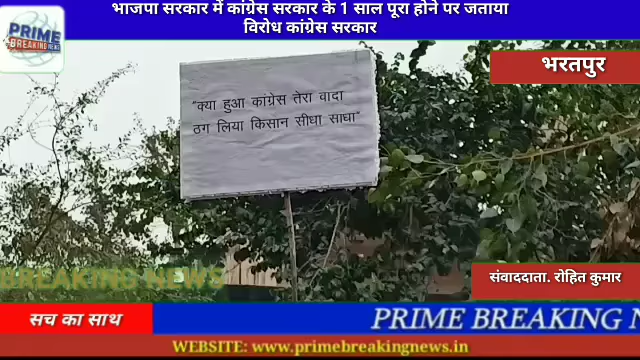 भाजपा सरकार में कांग्रेस सरकार के 1 साल पूरा होने पर जताया
विरोध कांग्रेस सरकार
PRIME
BREAKING NEWS
भरतपुर
"क्या हुआ कांग्रेस तेरा वादा
ठग लिया किसान सीधा साधा"
BREAKING NEWS
संवाददाता. रोहित कुमार
सच का साथ
PRIME BREAKING N
WEBSITE: www.primebreakingnews.in